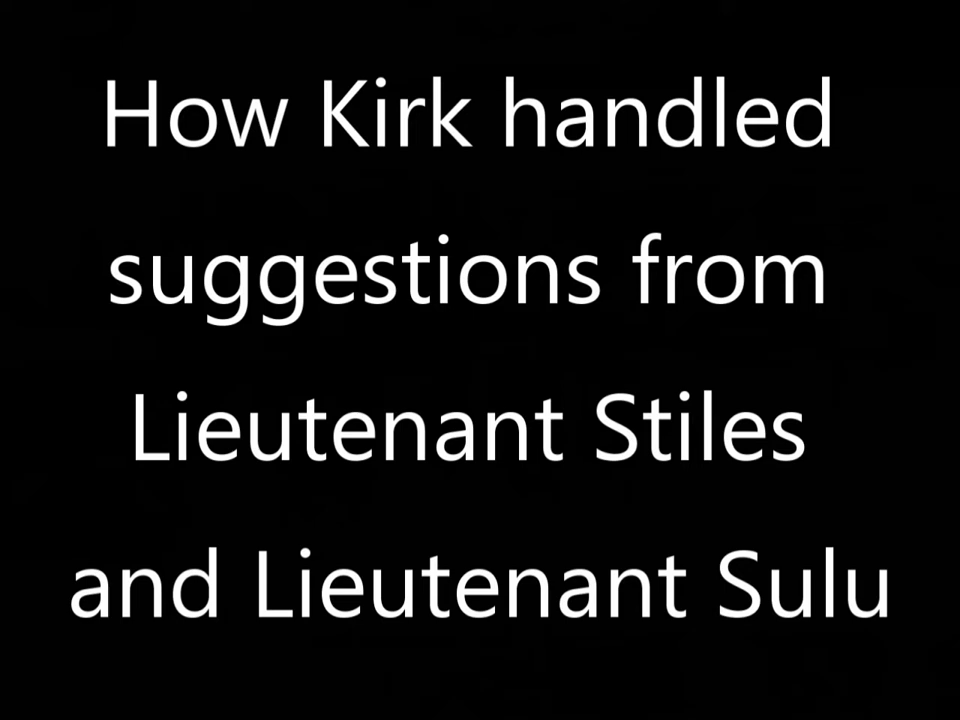 How Kirk handled
suggestions from
Lieutenant Stiles
and Lieutenant Sulu